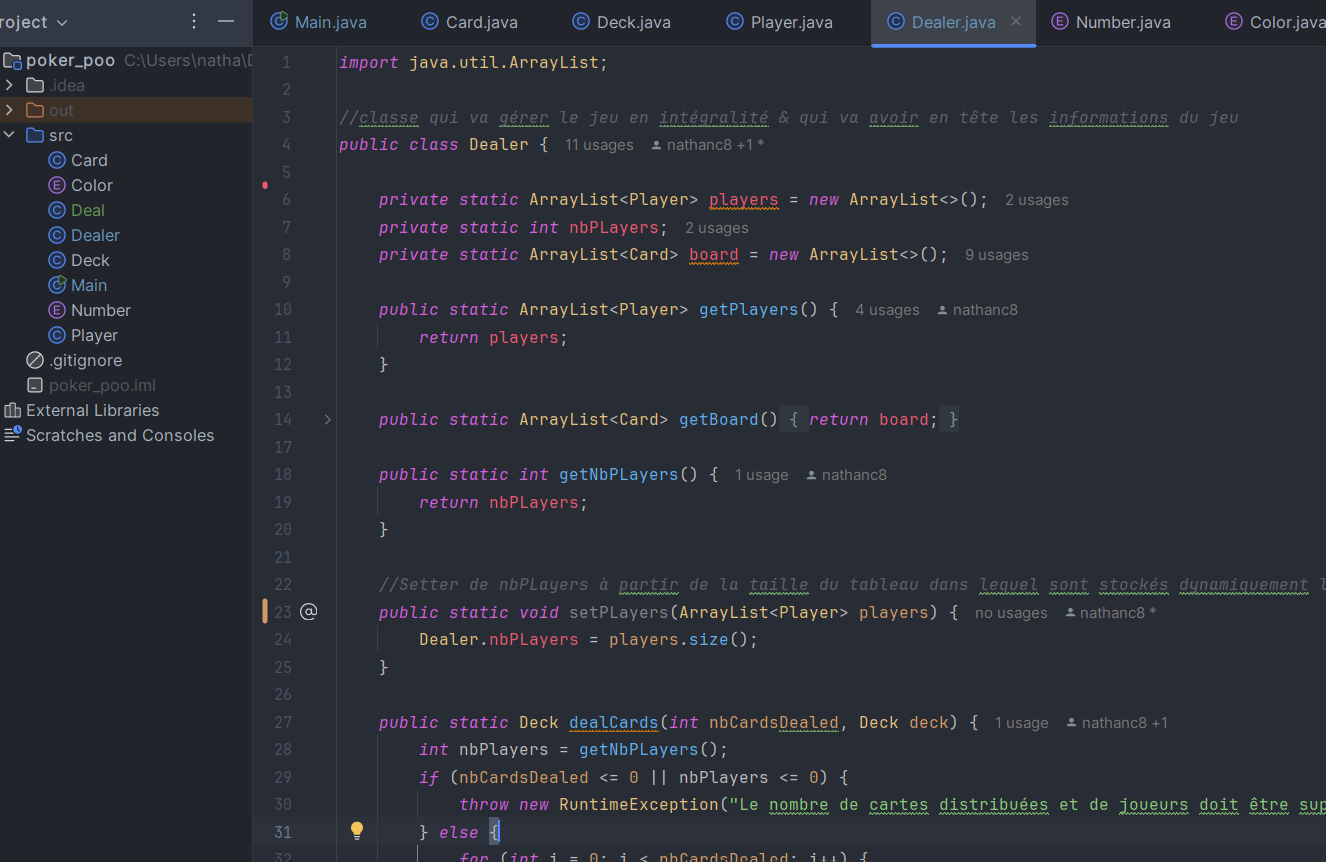 roject
Main.java
Card.java
Deck.java
Player.java
Dealer.java
Number.java
Color.java
poker_poo C:\Users\natha\D
.idea
out
src
Card
Color
Deal
Dealer
Deck
Main
Number
Player
.gitignore
poker_poo.iml
External Libraries
Scratches and Consoles
1 import java.util.ArrayList;
2
3 //classe qui va gérer le jeu en intégralité & qui va avoir en tête les informations du jeu
4 public class Dealer { 11 usages nathanc8 +1 *
5
6 private static ArrayList<Player> players = new ArrayList<>(); 2 usages
7 private static int nbPLayers; 2 usages
8 private static ArrayList<Card> board = new ArrayList<>(); 9 usages
9
10 public static ArrayList<Player> getPlayers() { 4 usages nathanc8
11 return players;
12 }
13
14 public static ArrayList<Card> getBoard() { return board; }
17
18 public static int getNbPLayers() { 1 usage nathanc8
19 return nbPLayers;
20 }
21
22 //Setter de nbPLayers à partir de la taille du tableau dans lequel sont stockés dynamiquement l
23 @ public static void setPLayers(ArrayList<Player> players) { no usages nathanc8 *
24 Dealer.nbPLayers = players.size();
25 }
26
27 public static Deck dealCards(int nbCardsDealed, Deck deck) { 1 usage nathanc8 +1
28 int nbPlayers = getNbPLayers();
29 if (nbCardsDealed <= 0 || nbPlayers <= 0) {
30 throw new RuntimeException("Le nombre de cartes distribuées et de joueurs doit être sup
31 } else {
32 for (int i = 0; i < nbCardsDealed; i++) {